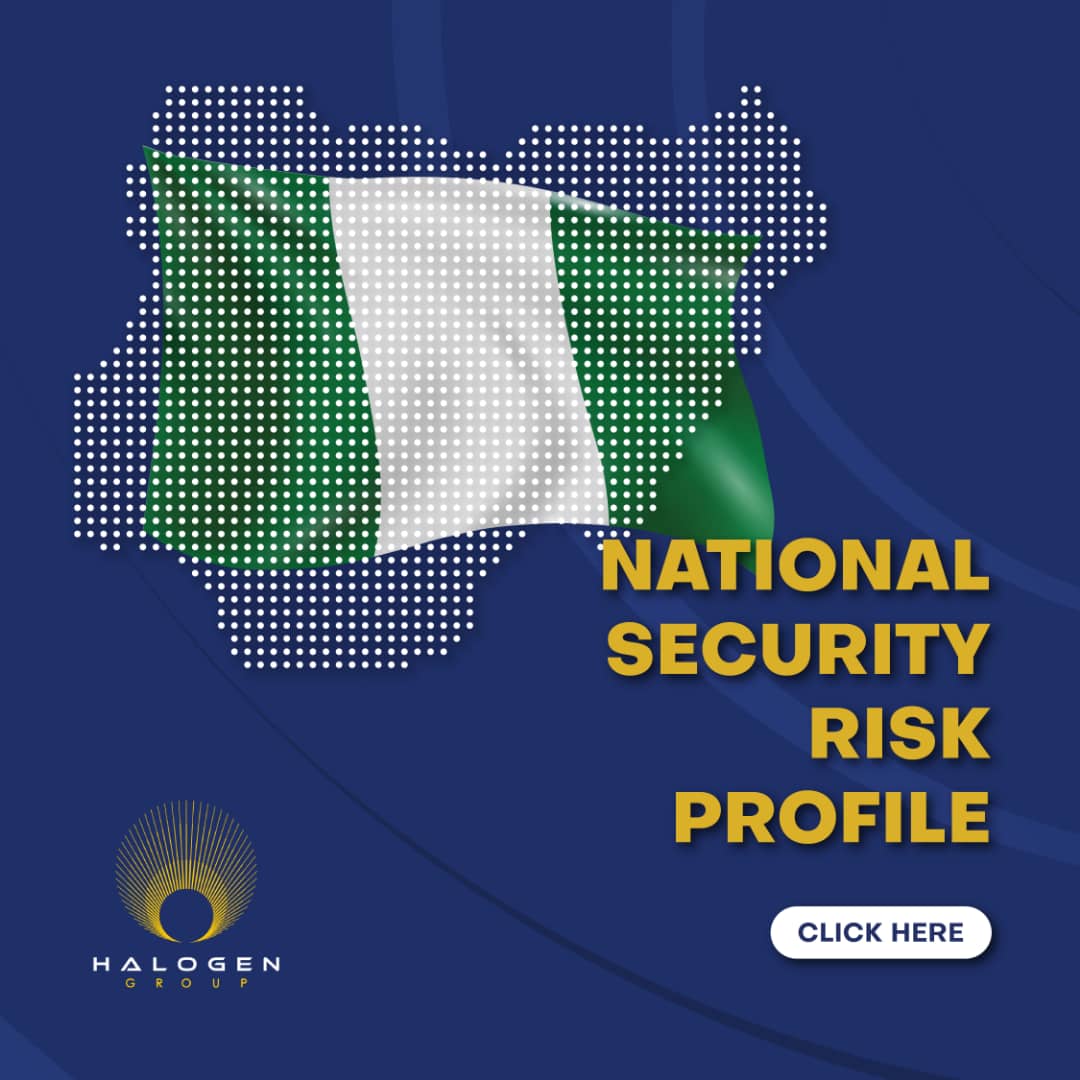 NATIONAL
SECURITY
RISK
PROFILE
CLICK HERE
HALOGEN
GROUP